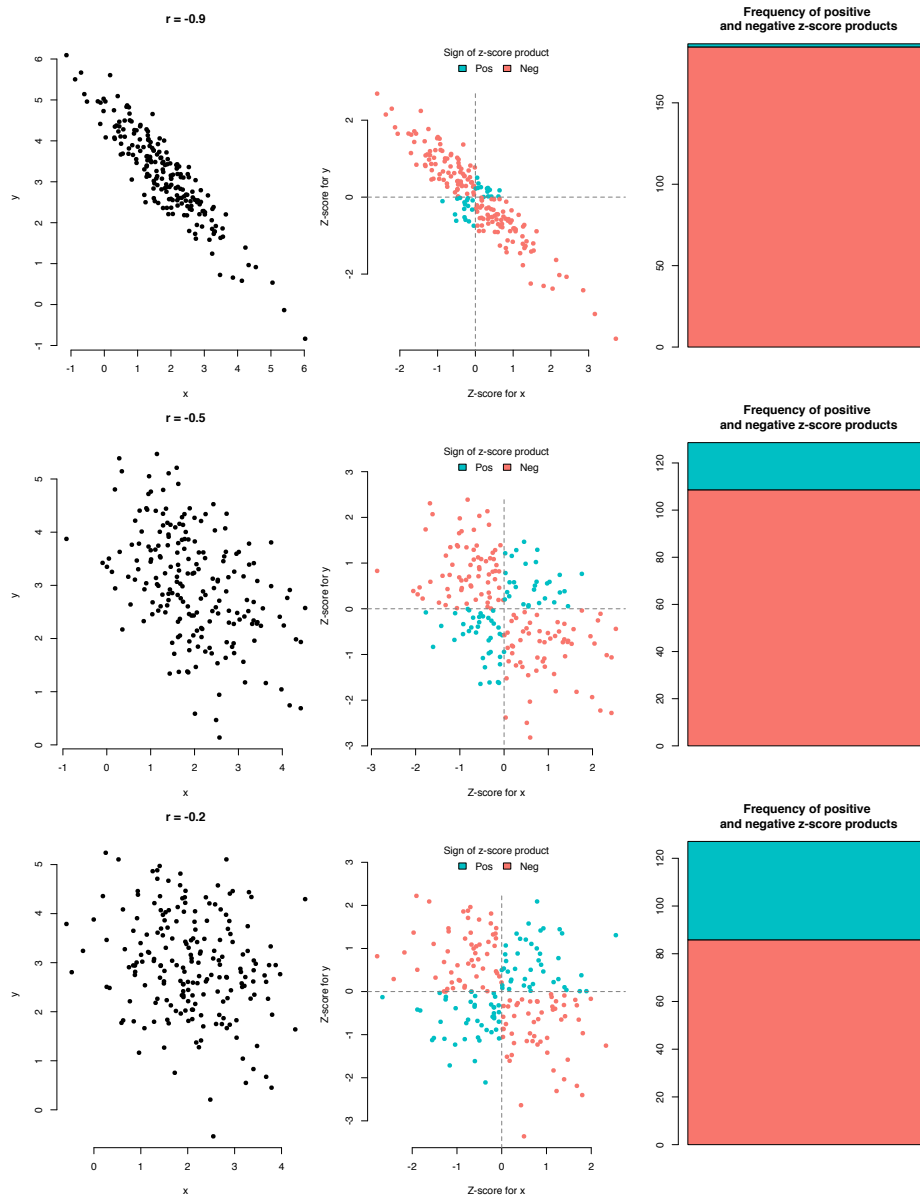 r = -0.9
y
6
5
4
3
2
1
0
-1
-1 0 1 2 3 4 5 6
x
Sign of z-score product
Pos Neg
Z-score for y
2
0
-2
-2 -1 0 1 2 3
Z-score for x
Frequency of positive
and negative z-score products
150
100
50
0
r = -0.5
y
5
4
3
2
1
0
-1 0 1 2 3 4
x
Sign of z-score product
Pos Neg
Z-score for y
3
2
1
0
-1
-2
-3
-3 -2 -1 0 1 2
Z-score for x
Frequency of positive
and negative z-score products
120
100
80
60
40
20
0
r = -0.2
y
5
4
3
2
1
0
0 1 2 3 4
x
Sign of z-score product
Pos Neg
Z-score for y
3
2
1
0
-1
-2
-3
-2 -1 0 1 2
Z-score for x
Frequency of positive
and negative z-score products
120
100
80
60
40
20
0